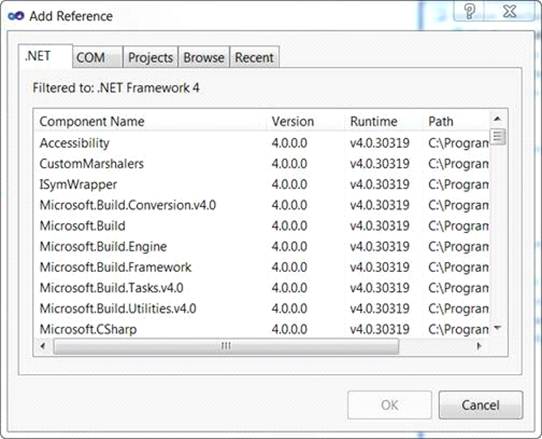 Add Reference
.NET COM Projects Browse Recent
Filtered to: .NET Framework 4
Component Name Version Runtime Path
Accessibility 4.0.0.0 v4.0.30319 C:\Program
CustomMarshalers 4.0.0.0 v4.0.30319 C:\Program
ISymWrapper 4.0.0.0 v4.0.30319 C:\Program
Microsoft.Build.Conversion.v4.0 4.0.0.0 v4.0.30319 C:\Program
Microsoft.Build 4.0.0.0 v4.0.30319 C:\Program
Microsoft.Build.Engine 4.0.0.0 v4.0.30319 C:\Program
Microsoft.Build.Framework 4.0.0.0 v4.0.30319 C:\Program
Microsoft.Build.Tasks.v4.0 4.0.0.0 v4.0.30319 C:\Program
Microsoft.Build.Utilities.v4.0 4.0.0.0 v4.0.30319 C:\Program
Microsoft.CSharp 4.0.0.0 v4.0.30319 C:\Program
OK Cancel